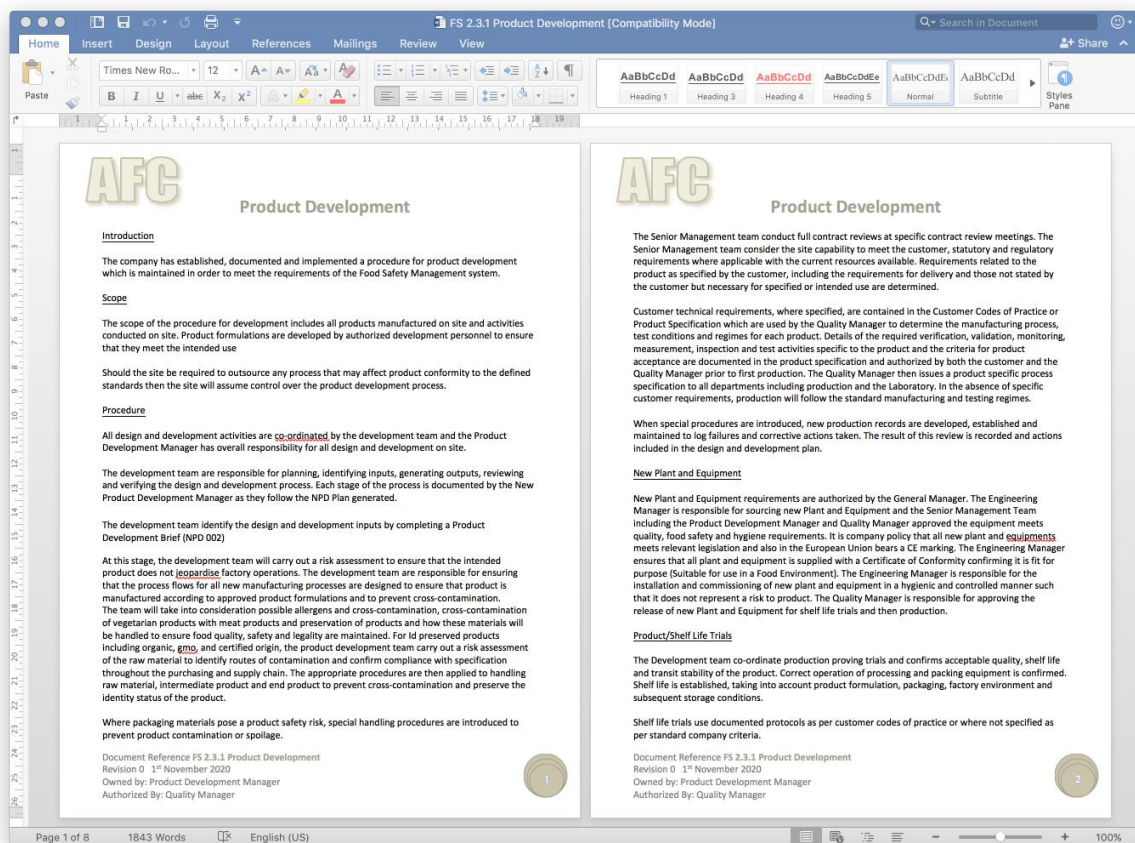 FS 2.3.1 Product Development [Compatibility Mode]
Search in Document
Home Insert Design Layout References Mailings Review View
Share
Paste
Times New Ro... 12
B I U abc X₂ X²
AaBbCcDd AaBbCcDd AaBbCcDd AaBbCcDdEe AaBbCcDdEe AaBbCcDd
Heading 1 Heading 3 Heading 4 Heading 5 Normal Subtitle
Styles
Pane
AFC
Product Development
Introduction
The company has established, documented and implemented a procedure for product development
which is maintained in order to meet the requirements of the Food Safety Management system.
Scope
The scope of the procedure for development includes all products manufactured on site and activities
conducted on site. Product formulations are developed by authorized development personnel to ensure
that they meet the intended use
Should the site be required to outsource any process that may affect product conformity to the defined
standards then the site will assume control over the product development process.
Procedure
All design and development activities are co-ordinated by the development team and the Product
Development Manager has overall responsibility for all design and development on site.
The development team are responsible for planning, identifying inputs, generating outputs, reviewing
and verifying the design and development process. Each stage of the process is documented by the New
Product Development Manager as they follow the NPD Plan generated.
The development team identify the design and development inputs by completing a Product
Development Brief (NPD 002)
At this stage, the development team will carry out a risk assessment to ensure that the intended
product does not jeopardise factory operations. The development team are responsible for ensuring
that the process flows for all new manufacturing processes are designed to ensure that product is
manufactured according to approved product formulations and to prevent cross-contamination.
The team will take into consideration possible allergens and cross-contamination, cross-contamination
of vegetarian products with meat products and preservation of products and how these materials will
be handled to ensure food quality, safety and legality are maintained. For Id preserved products
including organic, gmo, and certified origin, the product development team carry out a risk assessment
of the raw material to identify routes of contamination and confirm compliance with specification
throughout the purchasing and supply chain. The appropriate procedures are then applied to handling
raw material, intermediate product and end product to prevent cross-contamination and preserve the
identity status of the product.
Where packaging materials pose a product safety risk, special handling procedures are introduced to
prevent product contamination or spoilage.
Document Reference FS 2.3.1 Product Development
Revision 0 1st November 2020
Owned by: Product Development Manager
Authorized By: Quality Manager
1
AFC
Product Development
The Senior Management team conduct full contract reviews at specific contract review meetings. The
Senior Management team consider the site capability to meet the customer, statutory and regulatory
requirements where applicable with the current resources available. Requirements related to the
product as specified by the customer, including the requirements for delivery and those not stated by
the customer but necessary for specified or intended use are determined.
Customer technical requirements, where specified, are contained in the Customer Codes of Practice or
Product Specification which are used by the Quality Manager to determine the manufacturing process,
test conditions and regimes for each product. Details of the required verification, validation, monitoring,
measurement, inspection and test activities specific to the product and the criteria for product
acceptance are documented in the product specification and authorized by both the customer and the
Quality Manager prior to first production. The Quality Manager then issues a product specific process
specification to all departments including production and the Laboratory. In the absence of specific
customer requirements, production will follow the standard manufacturing and testing regimes.
When special procedures are introduced, new production records are developed, established and
maintained to log failures and corrective actions taken. The result of this review is recorded and actions
included in the design and development plan.
New Plant and Equipment
New Plant and Equipment requirements are authorized by the General Manager. The Engineering
Manager is responsible for sourcing new Plant and Equipment and the Senior Management Team
including the Product Development Manager and Quality Manager approved the equipment meets
quality, food safety and hygiene requirements. It is company policy that all new plant and equipments
meets relevant legislation and also in the European Union bears a CE marking. The Engineering Manager
ensures that all plant and equipment is supplied with a Certificate of Conformity confirming it is fit for
purpose (Suitable for use in a Food Environment). The Engineering Manager is responsible for the
installation and commissioning of new plant and equipment in a hygienic and controlled manner such
that it does not represent a risk to product. The Quality Manager is responsible for approving the
release of new Plant and Equipment for shelf life trials and then production.
Product/Shelf Life Trials
The Development team co-ordinate production proving trials and confirms acceptable quality, shelf life
and transit stability of the product. Correct operation of processing and packing equipment is confirmed.
Shelf life is established, taking into account product formulation, packaging, factory environment and
subsequent storage conditions.
Shelf life trials use documented protocols as per customer codes of practice or where not specified as
per standard company criteria.
Document Reference FS 2.3.1 Product Development
Revision 0 1st November 2020
Owned by: Product Development Manager
Authorized By: Quality Manager
2
Page 1 of 8 1843 Words English (US) 100%